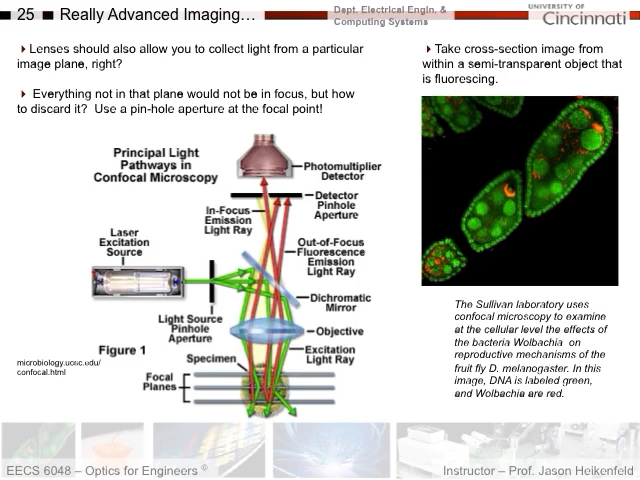 25 Really Advanced Imaging…
Dept. Electrical Engin. &
Computing Systems
UNIVERSITY OF
Cincinnati
Lenses should also allow you to collect light from a particular
image plane, right?
Everything not in that plane would not be in focus, but how
to discard it? Use a pin-hole aperture at the focal point!
Take cross-section image from
within a semi-transparent object that
is fluorescing.
Principal Light
Pathways in
Confocal Microscopy
Photomultiplier
Detector
Detector
Pinhole
Aperture
In-Focus
Emission
Light Ray
Laser
Excitation
Source
Out-of-Focus
Fluorescence
Emission
Light Ray
Dichromatic
Mirror
Light Source
Pinhole
Aperture
Objective
Figure 1
Excitation
Light Ray
Specimen
Focal
Planes
microbiology.ucnc.edu/
confocal.html
The Sullivan laboratory uses
confocal microscopy to examine
at the cellular level the effects of
the bacteria Wolbachia on
reproductive mechanisms of the
fruit fly D. melanogaster. In this
image, DNA is labeled green,
and Wolbachia are red.
EECS 6048 – Optics for Engineers ©
Instructor – Prof. Jason Heikenfeld